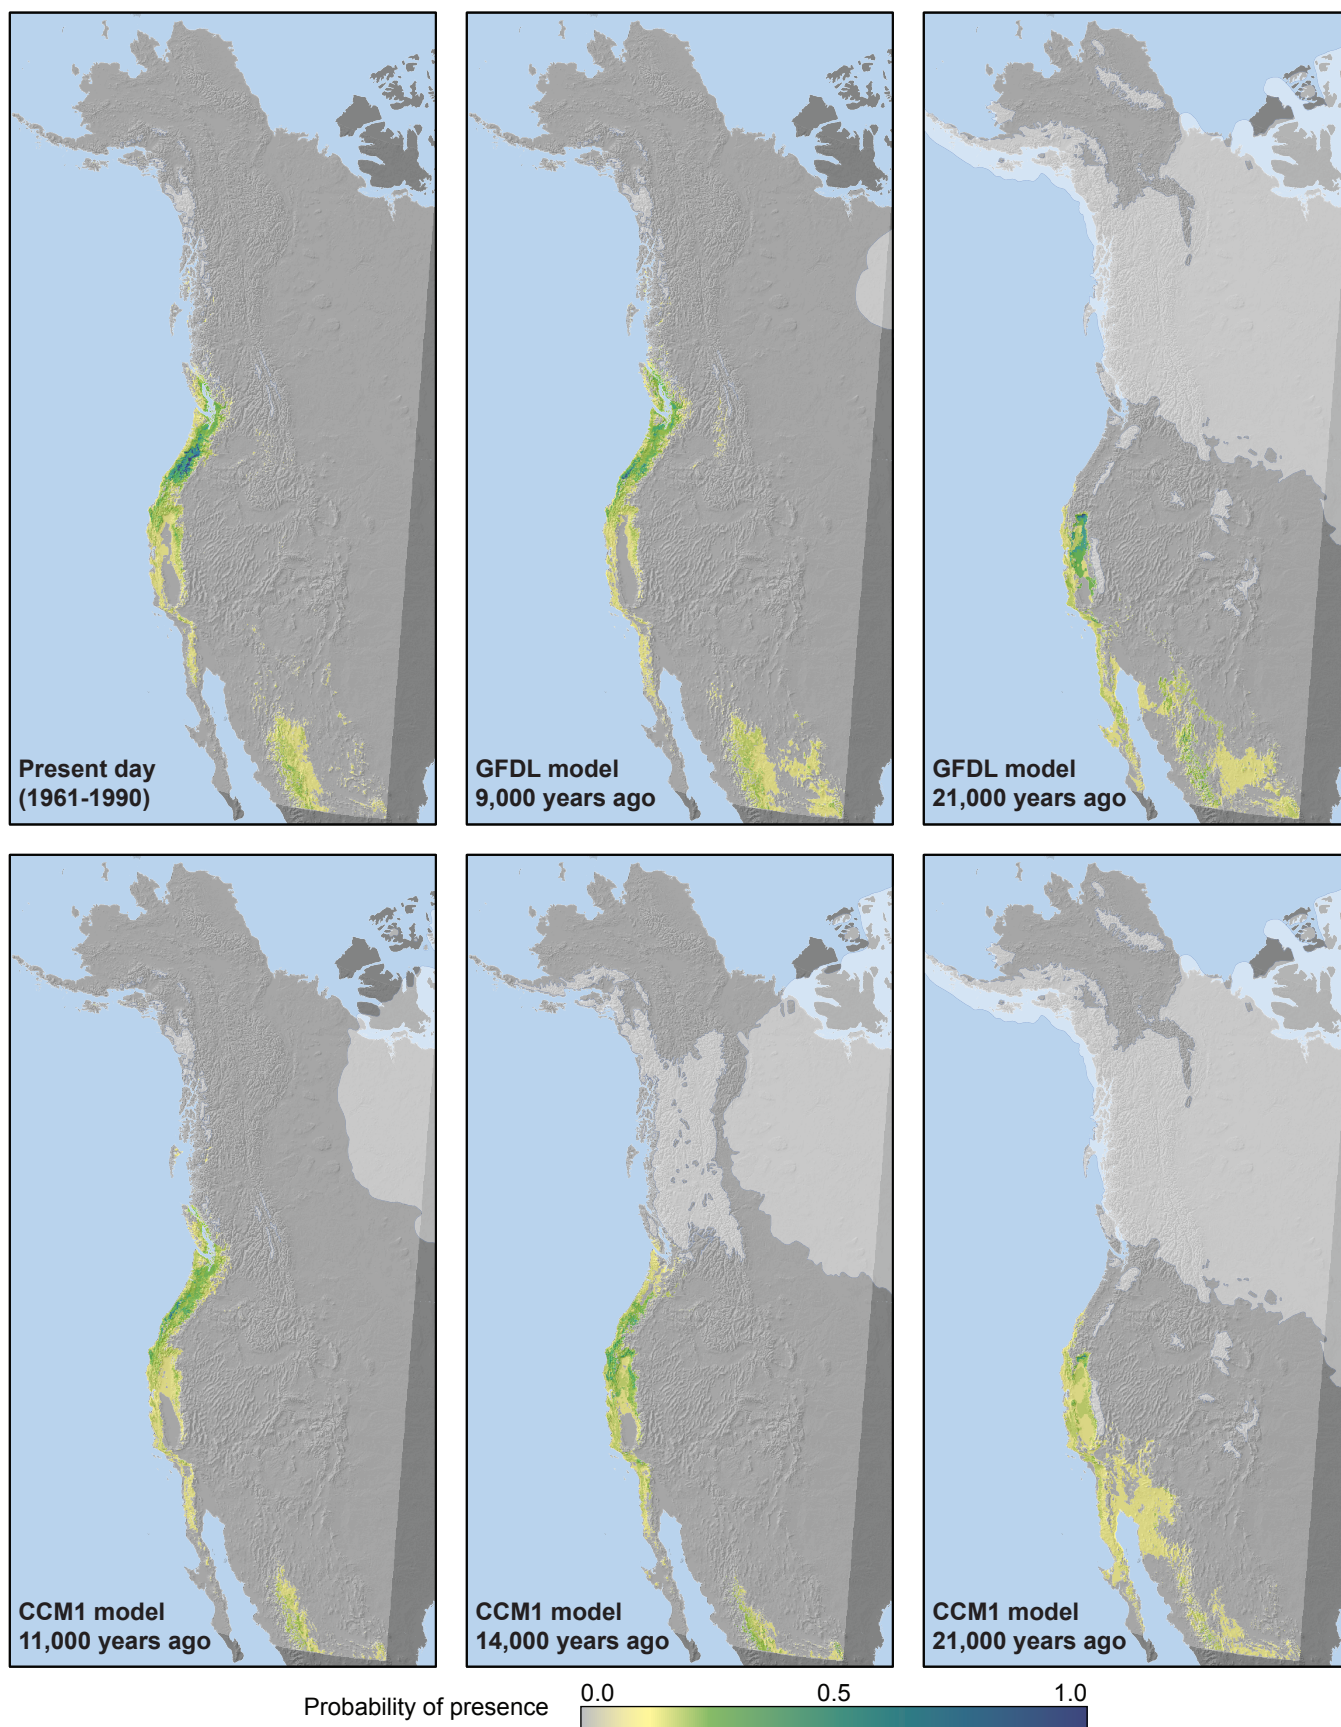 Present day
(1961-1990)
GFDL model
9,000 years ago
GFDL model
21,000 years ago
CCM1 model
11,000 years ago
CCM1 model
14,000 years ago
CCM1 model
21,000 years ago
Probability of presence
0.0 0.5 1.0